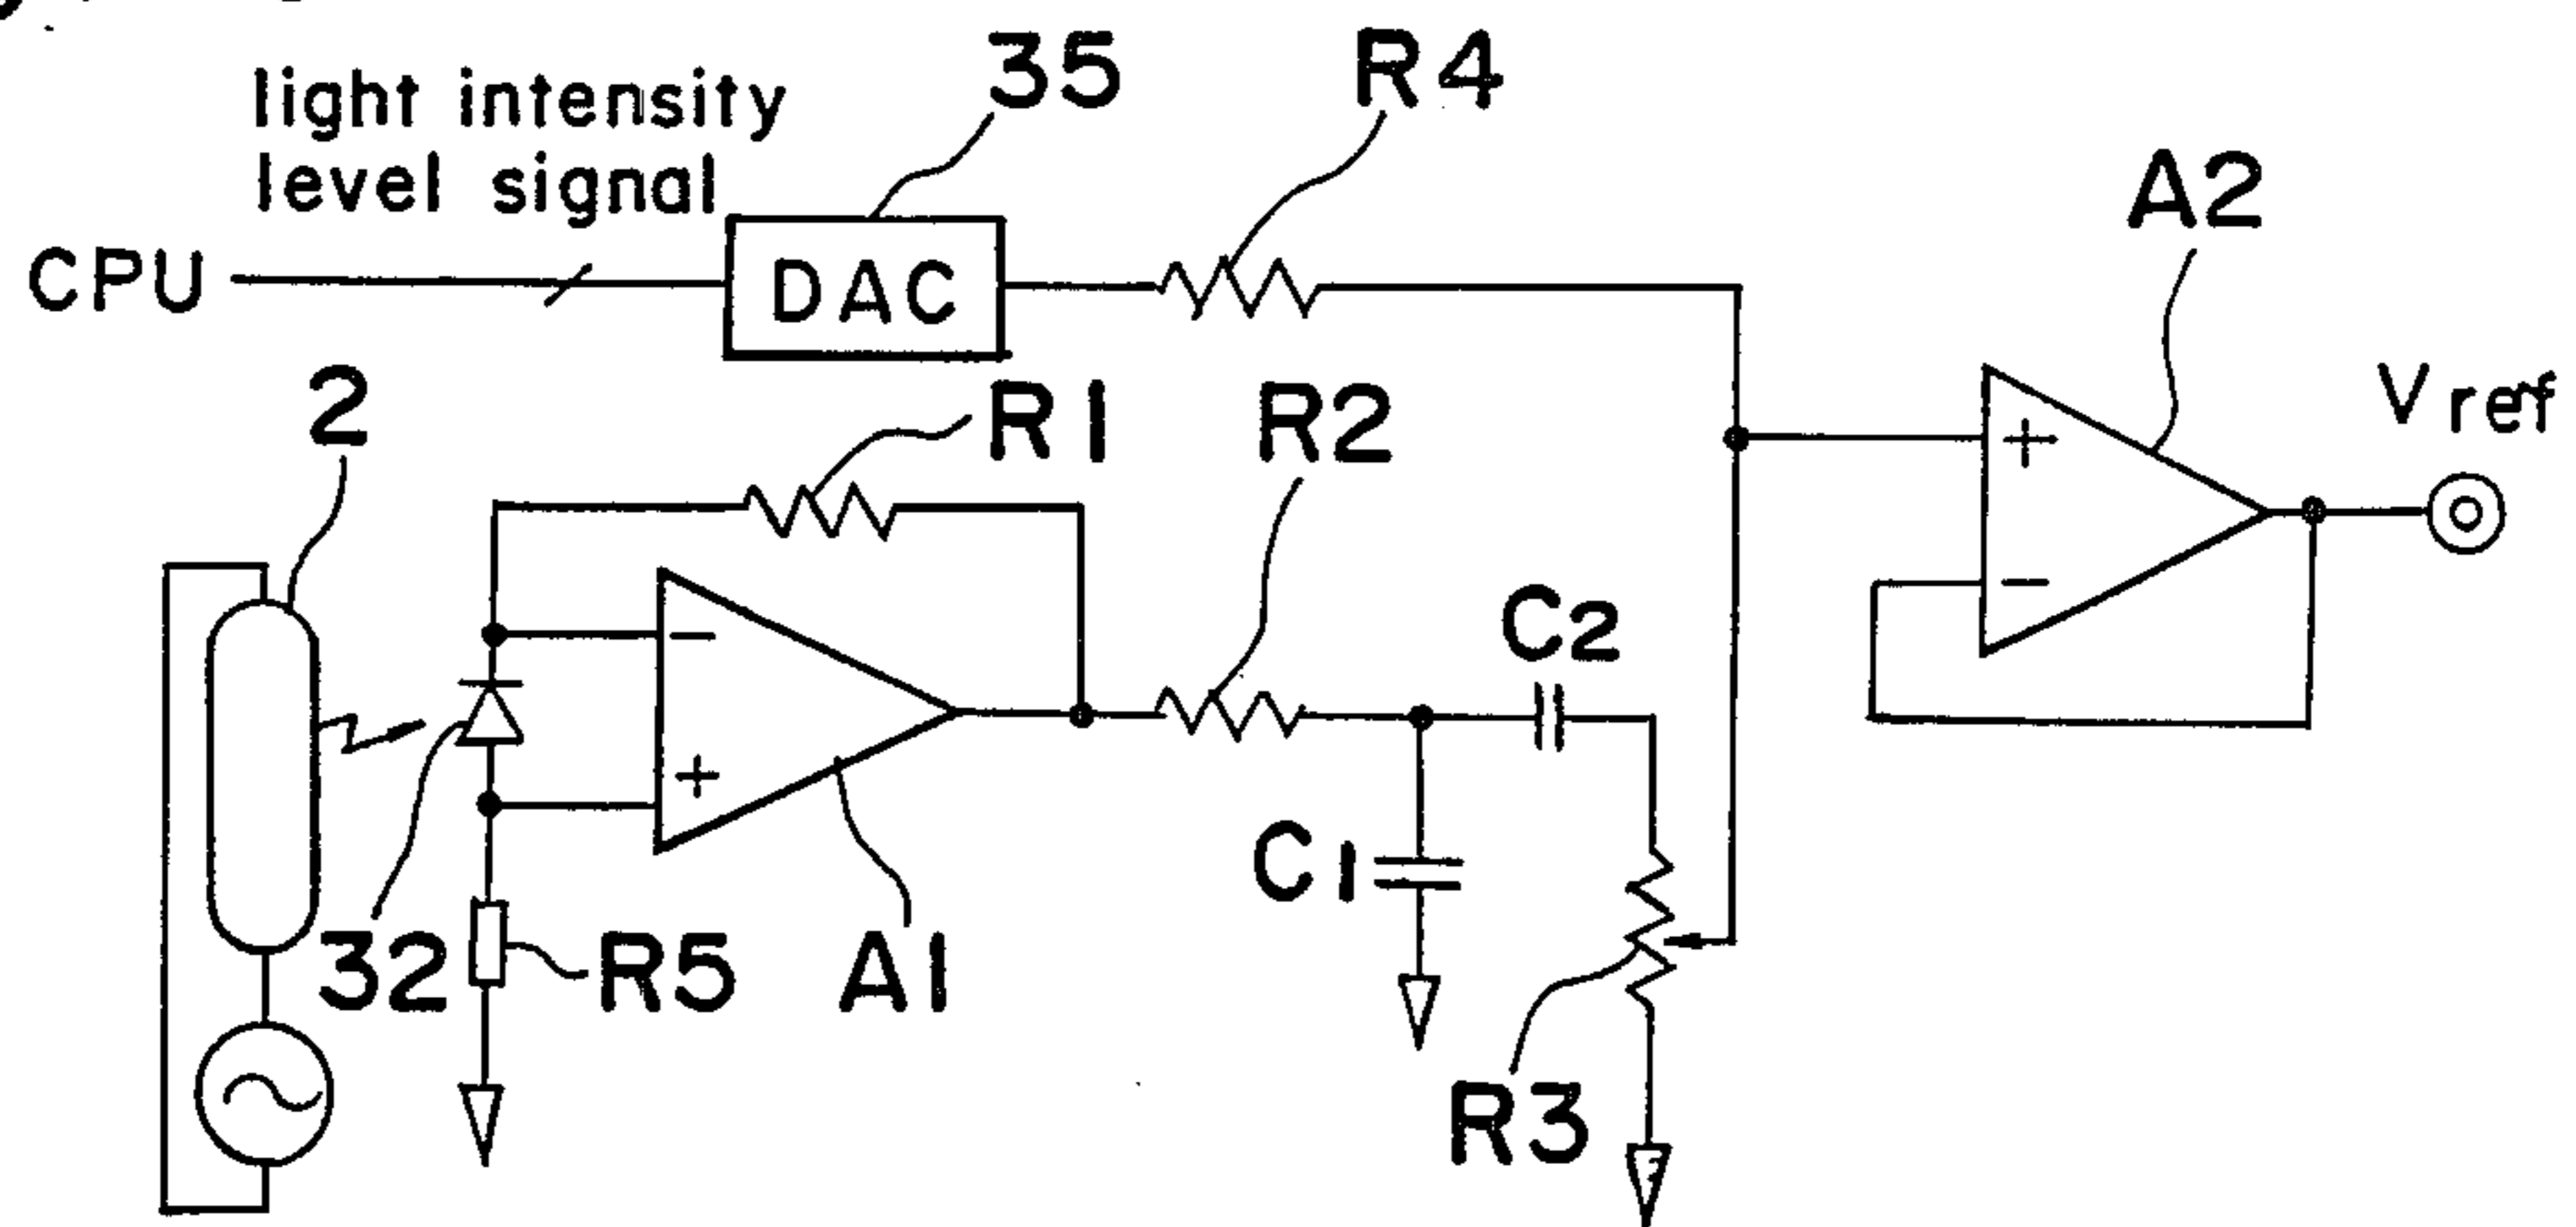 35
R4
light intensity
level signal
A2
CPU
DAC
Vref
2
R1
R2
+
−
C2
−
+
C1
32
R5
A1
R3